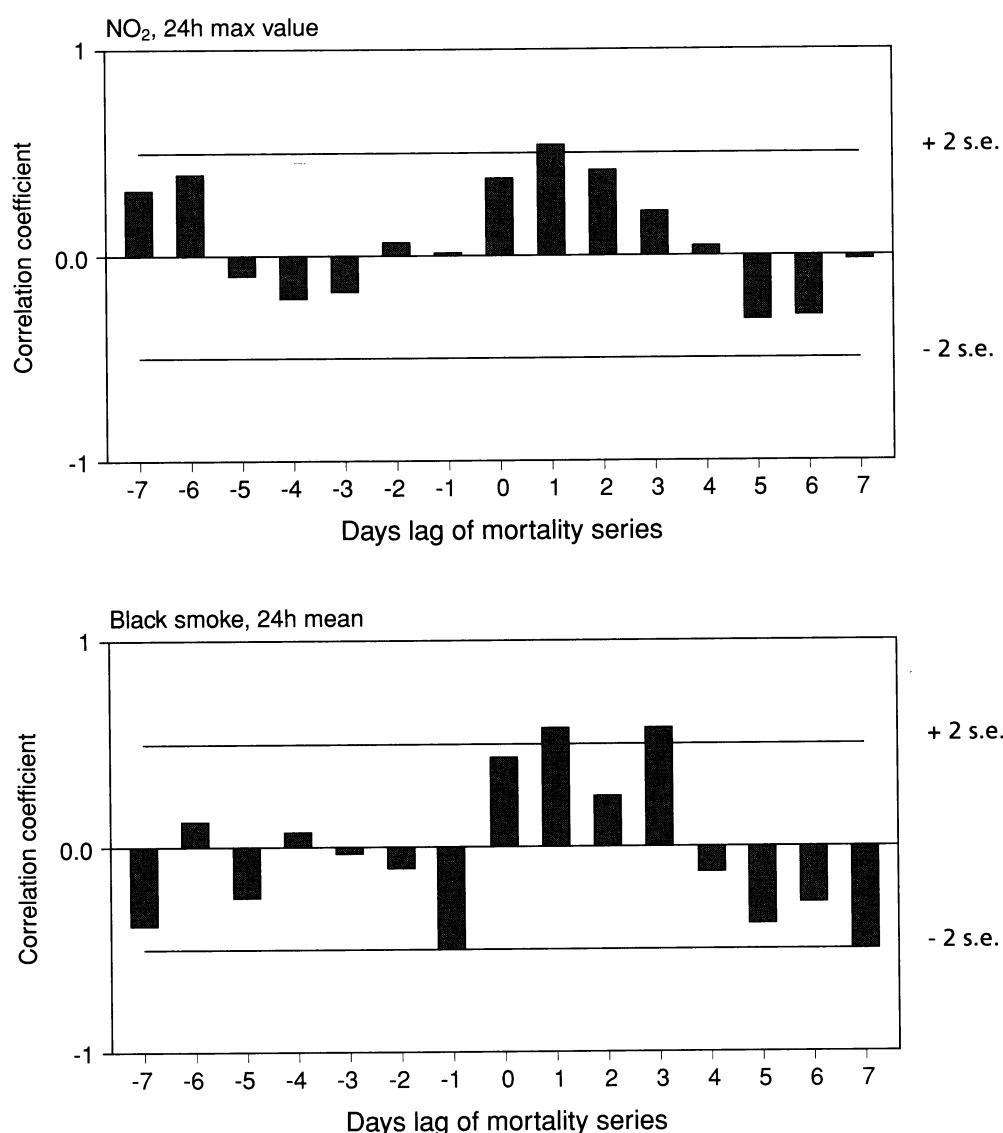 NO₂, 24h max value
1
+ 2 s.e.
Correlation coefficient
0.0
- 2 s.e.
-1
-7 -6 -5 -4 -3 -2 -1 0 1 2 3 4 5 6 7
Days lag of mortality series
Black smoke, 24h mean
1
+ 2 s.e.
Correlation coefficient
0.0
- 2 s.e.
-1
-7 -6 -5 -4 -3 -2 -1 0 1 2 3 4 5 6 7
Days lag of mortality series